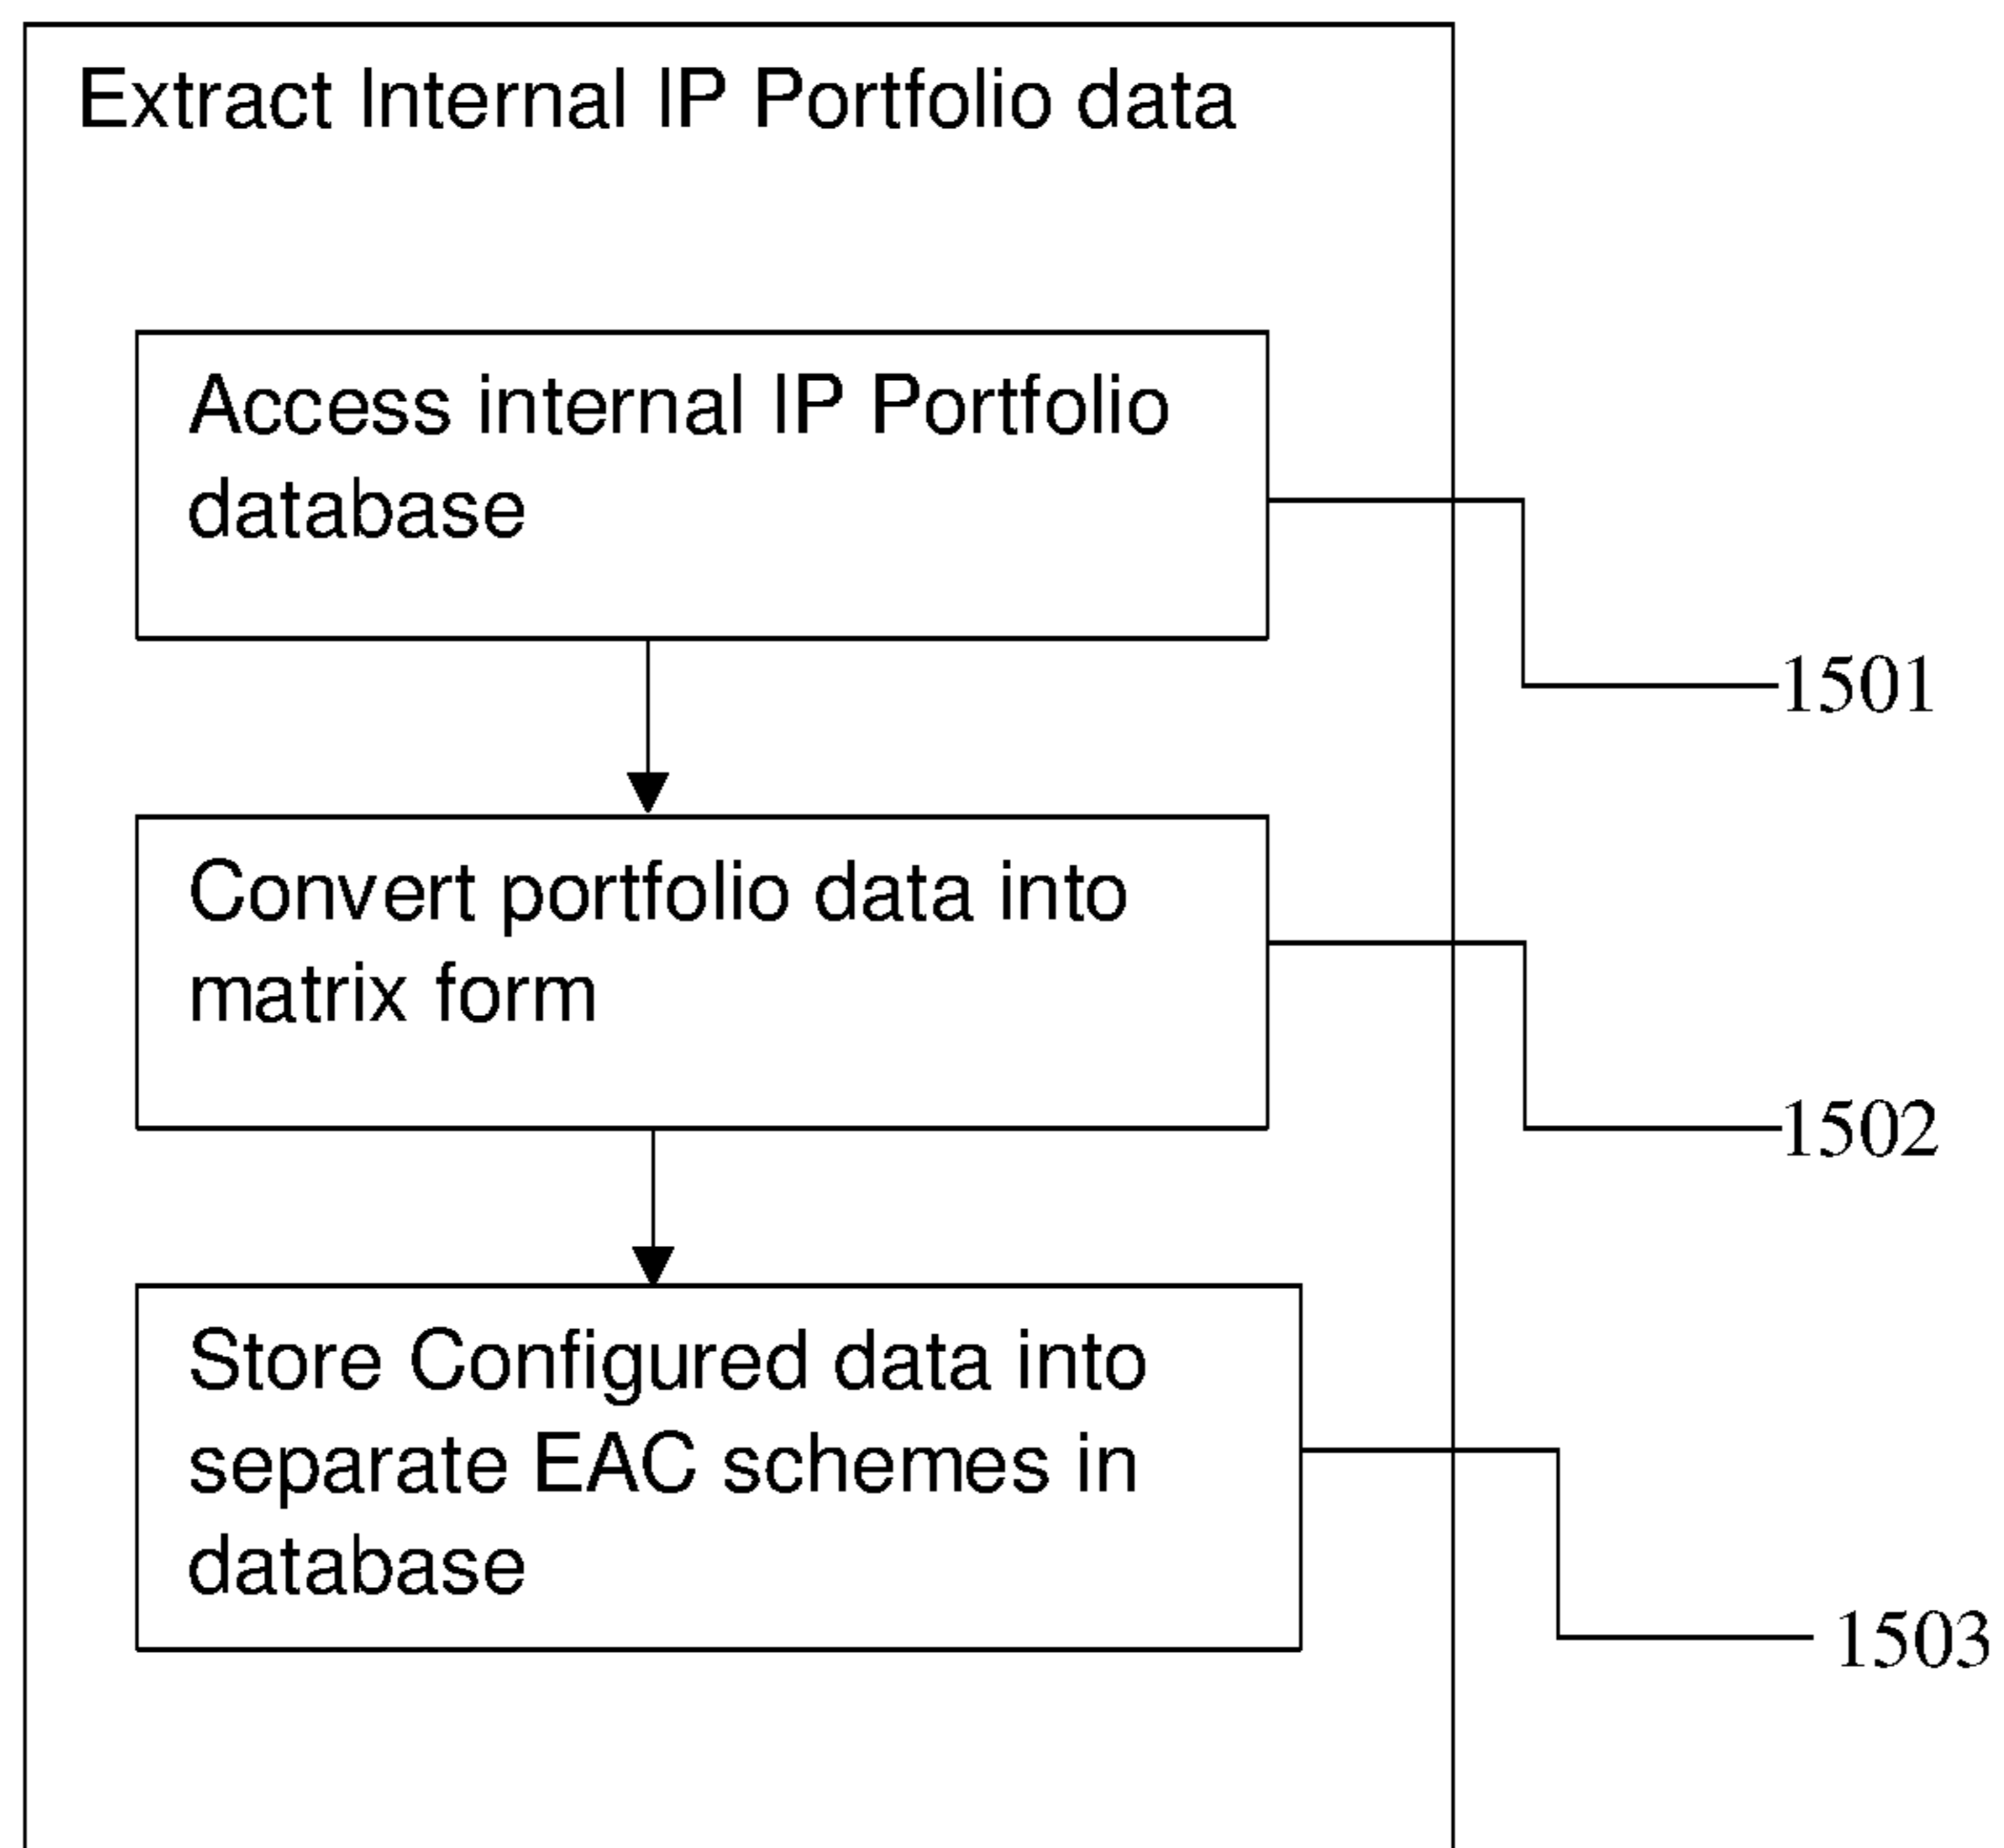 Extract Internal IP Portfolio data
Access internal IP Portfolio
database
1501
Convert portfolio data into
matrix form
1502
Store Configured data into
separate EAC schemes in
database
1503